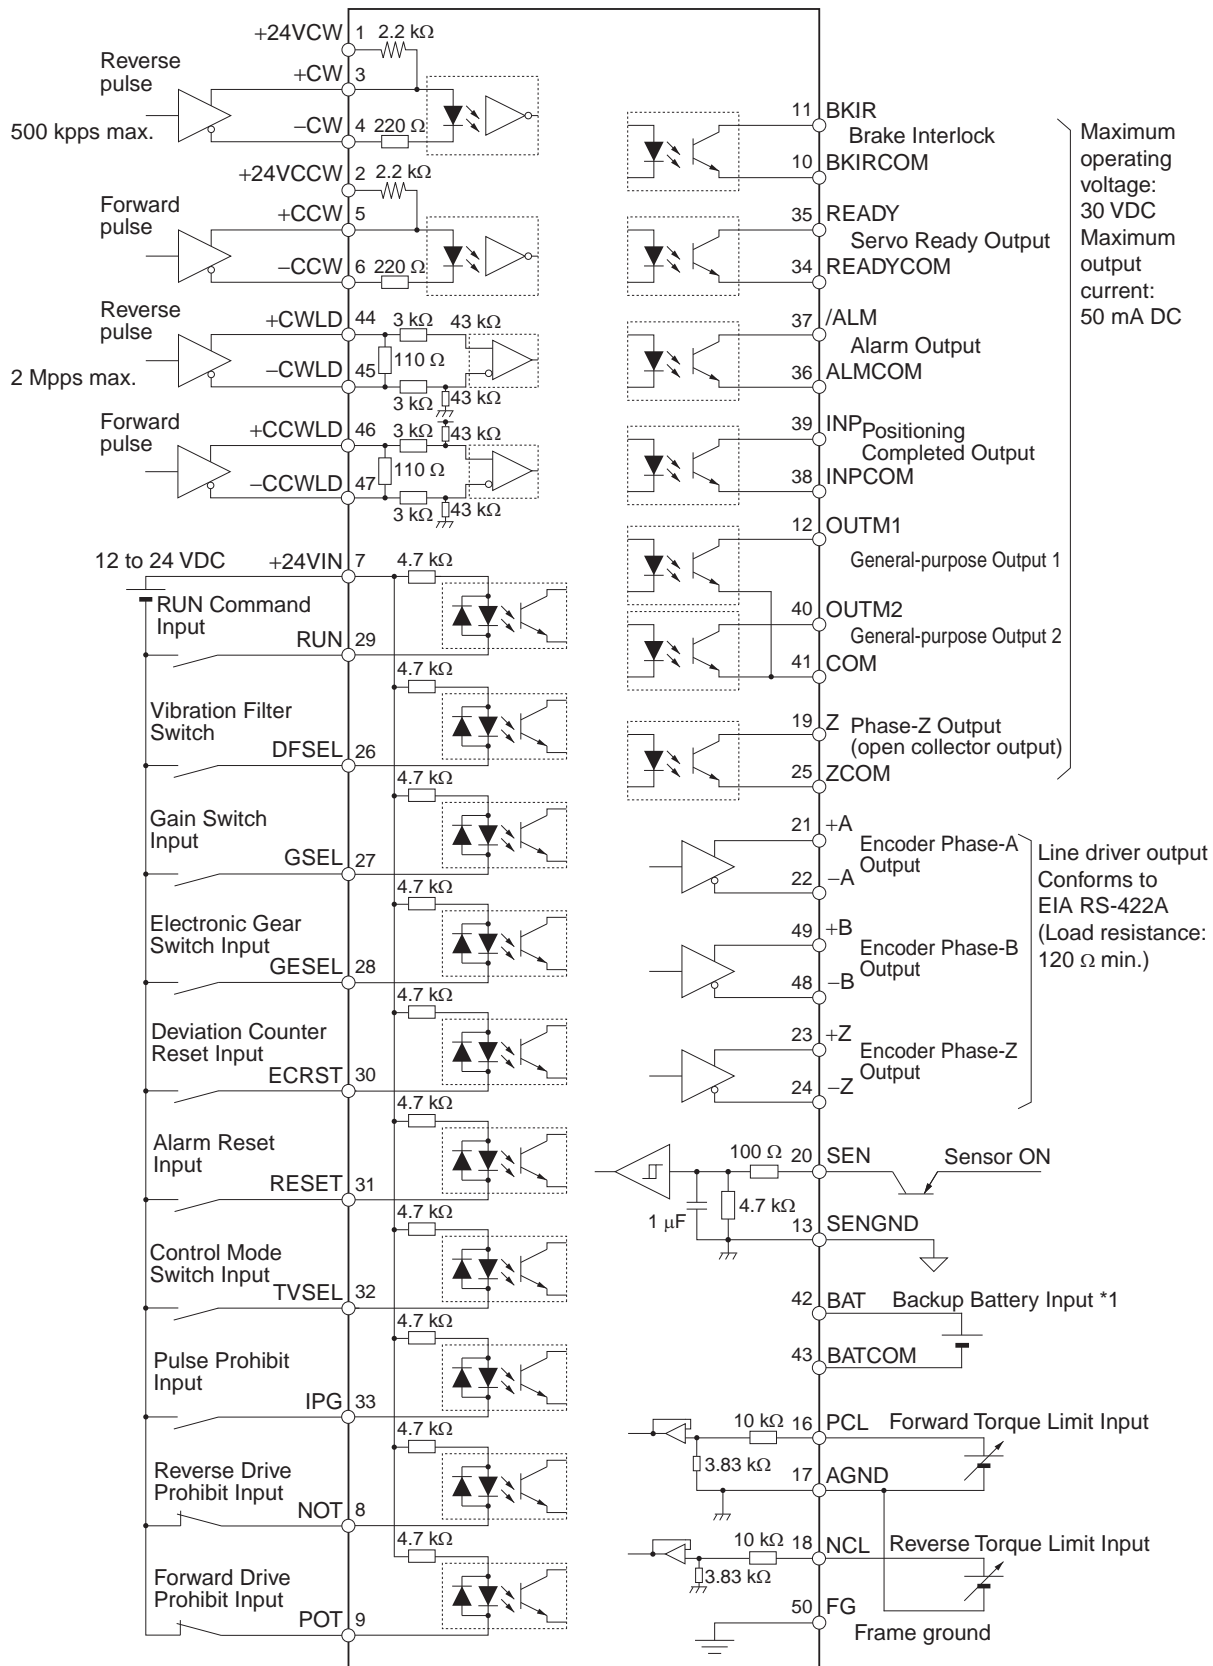 +24VCW 1 2.2 kΩ
Reverse
pulse
+CW 3
500 kpps max.
−CW 4 220 Ω
+24VCCW 2 2.2 kΩ
Forward
pulse
+CCW 5
−CCW 6 220 Ω
Reverse
pulse
+CWLD 44 3 kΩ 43 kΩ
110 Ω
2 Mpps max.
−CWLD 45
3 kΩ 43 kΩ
Forward
pulse
+CCWLD 46 3 kΩ 43 kΩ
110 Ω
−CCWLD 47
3 kΩ 43 kΩ
12 to 24 VDC +24VIN 7 4.7 kΩ
RUN Command
Input
RUN 29
4.7 kΩ
Vibration Filter
Switch
DFSEL 26
4.7 kΩ
Gain Switch
Input
GSEL 27
4.7 kΩ
Electronic Gear
Switch Input
GESEL 28
4.7 kΩ
Deviation Counter
Reset Input
ECRST 30
4.7 kΩ
Alarm Reset
Input
RESET 31
4.7 kΩ
Control Mode
Switch Input
TVSEL 32
4.7 kΩ
Pulse Prohibit
Input
IPG 33
4.7 kΩ
Reverse Drive
Prohibit Input
NOT 8
4.7 kΩ
Forward Drive
Prohibit Input
POT 9
11 BKIR
Brake Interlock
10 BKIRCOM
35 READY
Servo Ready Output
34 READYCOM
37 /ALM
Alarm Output
36 ALMCOM
39 INP
Positioning
Completed Output
38 INPCOM
12 OUTM1
General-purpose Output 1
40 OUTM2
General-purpose Output 2
41 COM
19 Z Phase-Z Output
(open collector output)
25 ZCOM
Maximum
operating
voltage:
30 VDC
Maximum
output
current:
50 mA DC
21 +A
Encoder Phase-A
Output
22 −A
49 +B
Encoder Phase-B
Output
48 −B
23 +Z
Encoder Phase-Z
Output
24 −Z
Line driver output
Conforms to
EIA RS-422A
(Load resistance:
120 Ω min.)
100 Ω 20 SEN Sensor ON
4.7 kΩ
1 μF
13 SENGND
42 BAT Backup Battery Input *1
43 BATCOM
10 kΩ 16 PCL Forward Torque Limit Input
3.83 kΩ
17 AGND
10 kΩ 18 NCL Reverse Torque Limit Input
3.83 kΩ
50 FG
Frame ground